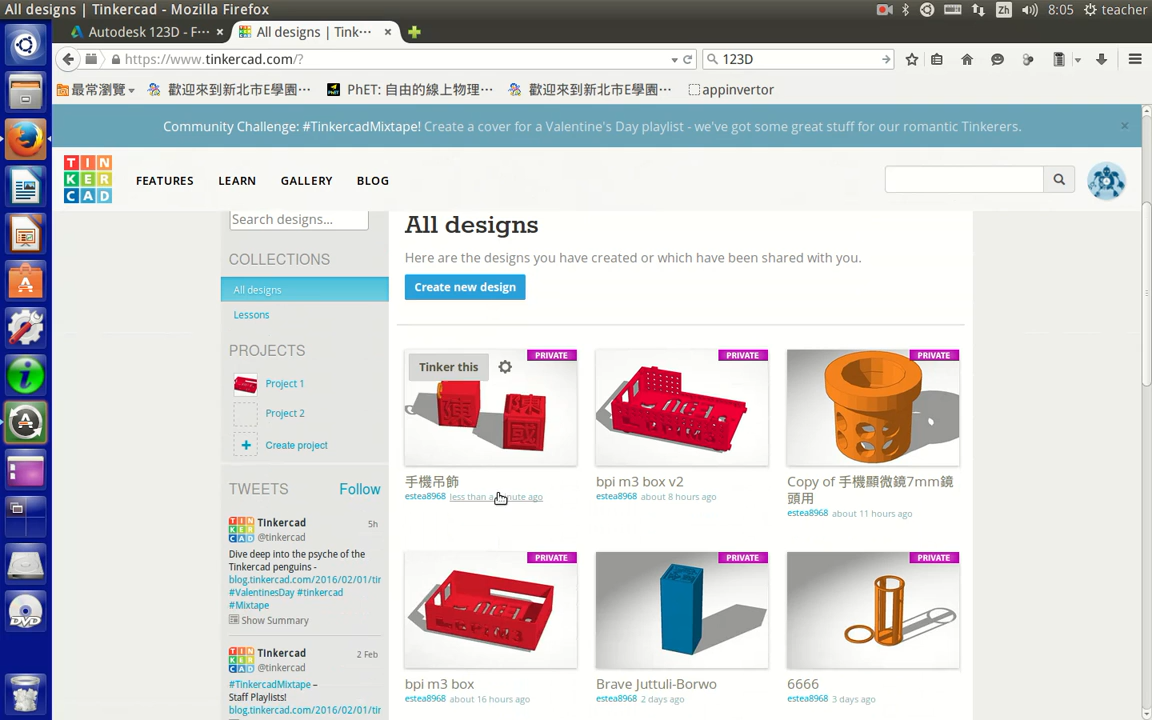 All designs | Tinkercad - Mozilla Firefox
Zh
8:05
teacher
Autodesk 123D - F···
All designs | Tink···
https://www.tinkercad.com/?
123D
最常瀏覽
歡迎來到新北市E學園···
PhET: 自由的線上物理···
歡迎來到新北市E學園···
appinvertor
Community Challenge: #TinkercadMixtape! Create a cover for a Valentine's Day playlist - we've got some great stuff for our romantic Tinkerers.
TIN
KER
CAD
FEATURES
LEARN
GALLERY
BLOG
Search designs...
COLLECTIONS
All designs
Lessons
PROJECTS
Project 1
Project 2
Create project
TWEETS
Follow
Tinkercad
5h
@tinkercad
Dive deep into the psyche of the
Tinkercad penguins -
blog.tinkercad.com/2016/02/01/tir
#ValentinesDay #tinkercad
#Mixtape
Show Summary
Tinkercad
2 Feb
@tinkercad
#TinkercadMixtape –
Staff Playlists!
blog.tinkercad.com/2016/02/01/tir
All designs
Here are the designs you have created or which have been shared with you.
Create new design
Tinker this
PRIVATE
陳
國
手機吊飾
estea8968 less than a minute ago
PRIVATE
bpi m3 box v2
estea8968 about 8 hours ago
PRIVATE
Copy of 手機顯微鏡7mm鏡
頭用
estea8968 about 11 hours ago
PRIVATE
bpi m3 box
estea8968 about 16 hours ago
PRIVATE
Brave Juttuli-Borwo
estea8968 2 days ago
PRIVATE
6666
estea8968 3 days ago
DVD